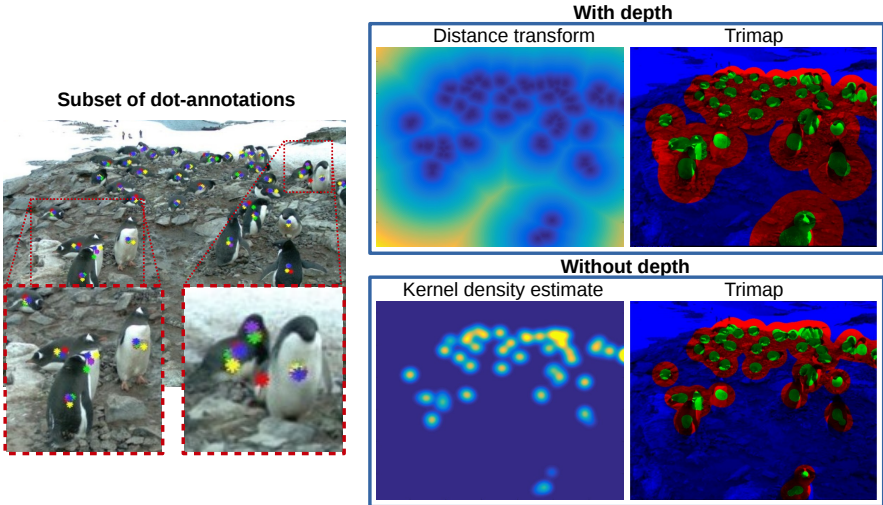 With depth
Distance transform
Trimap
Subset of dot-annotations
Without depth
Kernel density estimate
Trimap